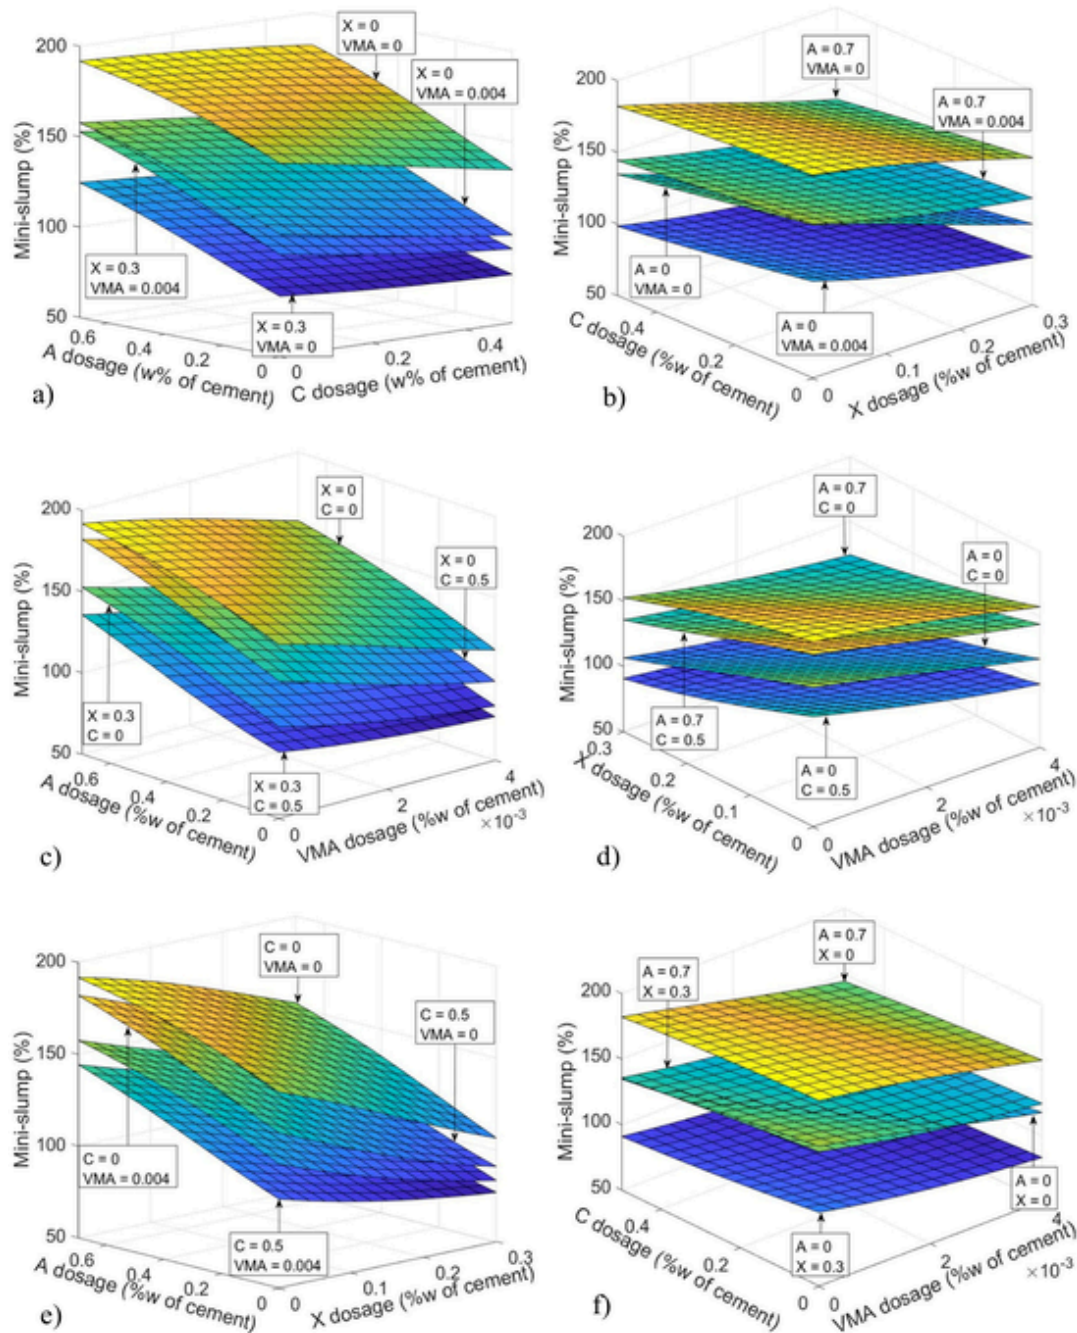 X = 0
VMA = 0
X = 0
VMA = 0.004
200
150
100
50
Mini-slump (%)
X = 0.3
VMA = 0.004
X = 0.3
VMA = 0
0.6
0.4
0.2
0
0
0.2
0.4
A dosage (w% of cement)
C dosage (w% of cement)
a)
A = 0.7
VMA = 0
A = 0.7
VMA = 0.004
200
150
100
50
Mini-slump (%)
A = 0
VMA = 0
A = 0
VMA = 0.004
0.4
0.2
0
0
0.1
0.2
0.3
C dosage (%w of cement)
X dosage (%w of cement)
b)
X = 0
C = 0
X = 0
C = 0.5
200
150
100
50
Mini-slump (%)
X = 0.3
C = 0
X = 0.3
C = 0.5
0.6
0.4
0.2
0
0
2
4
×10-3
A dosage (%w of cement)
VMA dosage (%w of cement)
c)
A = 0.7
C = 0
A = 0
C = 0
200
150
100
50
Mini-slump (%)
A = 0.7
C = 0.5
A = 0
C = 0.5
0.3
0.2
0.1
0
0
2
4
×10-3
X dosage (%w of cement)
VMA dosage (%w of cement)
d)
C = 0
VMA = 0
C = 0.5
VMA = 0
200
150
100
50
Mini-slump (%)
C = 0
VMA = 0.004
C = 0.5
VMA = 0.004
0.6
0.4
0.2
0
0
0.1
0.2
0.3
A dosage (%w of cement)
X dosage (%w of cement)
e)
A = 0.7
X = 0
A = 0.7
X = 0.3
200
150
100
50
Mini-slump (%)
A = 0
X = 0
A = 0
X = 0.3
0.4
0.2
0
0
2
4
×10-3
C dosage (%w of cement)
VMA dosage (%w of cement)
f)